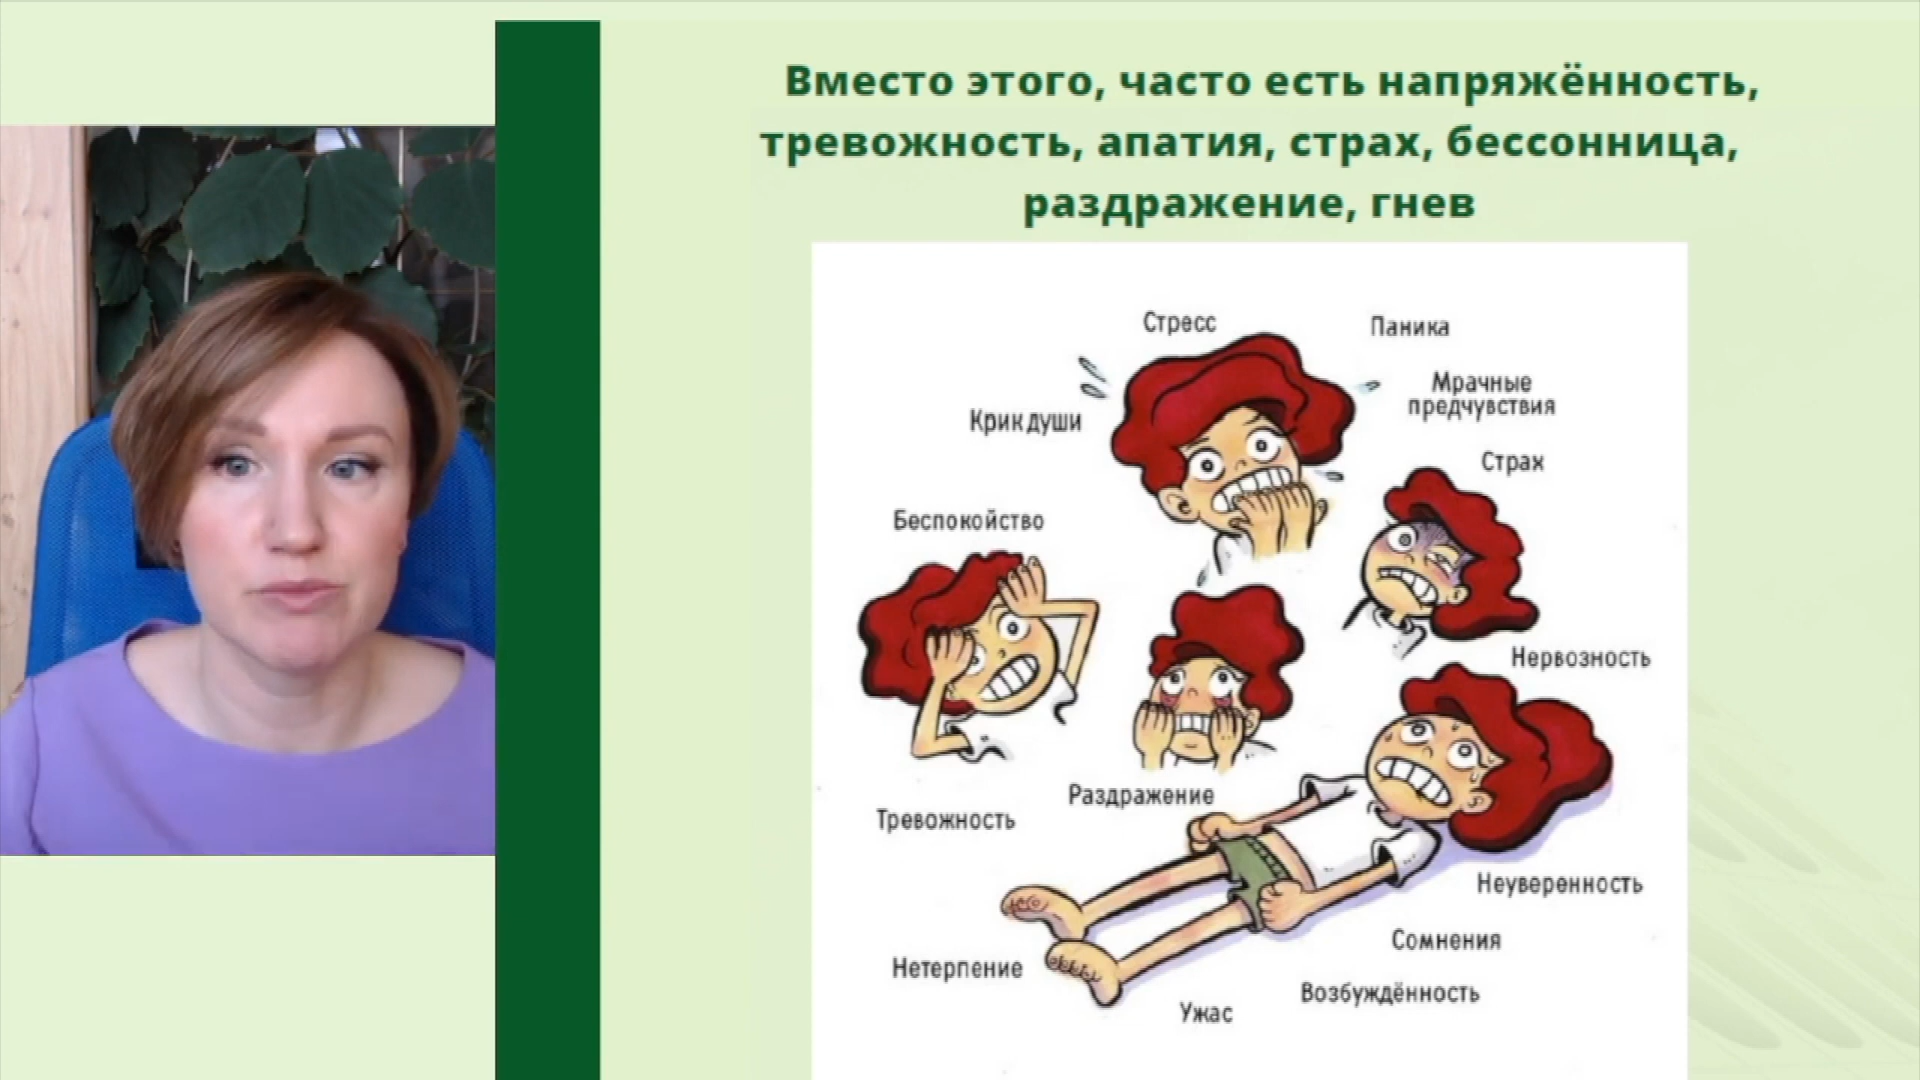 Вместо этого, часто есть напряжённость,
тревожность, апатия, страх, бессонница,
раздражение, гнев
Стресс
Паника
Мрачные
предчувствия
Крик души
Страх
Беспокойство
Нервозность
Раздражение
Тревожность
Неуверенность
Сомнения
Нетерпение
Возбуждённость
Ужас